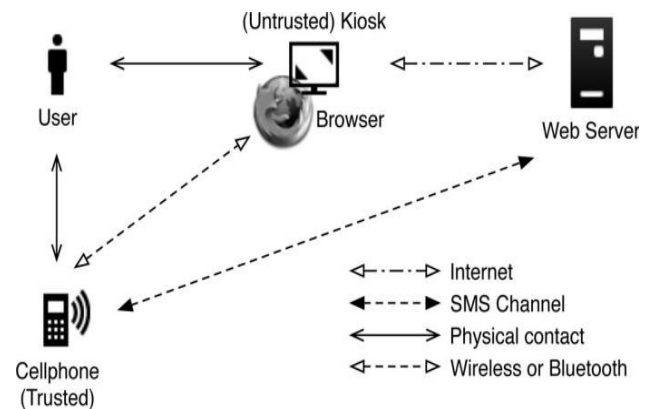 (Untrusted) Kiosk
User
Browser
Web Server
Internet
SMS Channel
Physical contact
Wireless or Bluetooth
Cellphone
(Trusted)